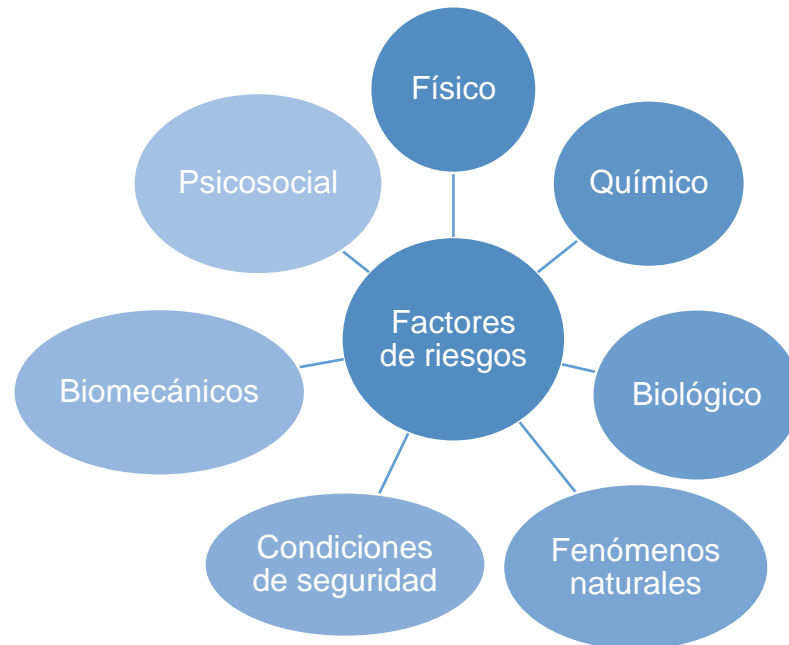 Físico
Psicosocial
Químico
Factores
de riesgos
Biomecánicos
Biológico
Condiciones
de seguridad
Fenómenos
naturales